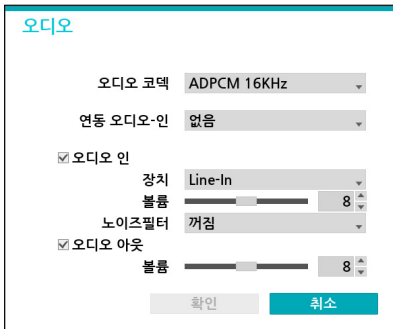 오디오
오디오 코덱 ADPCM 16KHz
연동 오디오-인 없음
오디오 인
장치 Line-In
볼륨 8
노이즈필터 꺼짐
오디오 아웃
볼륨 8
확인 취소